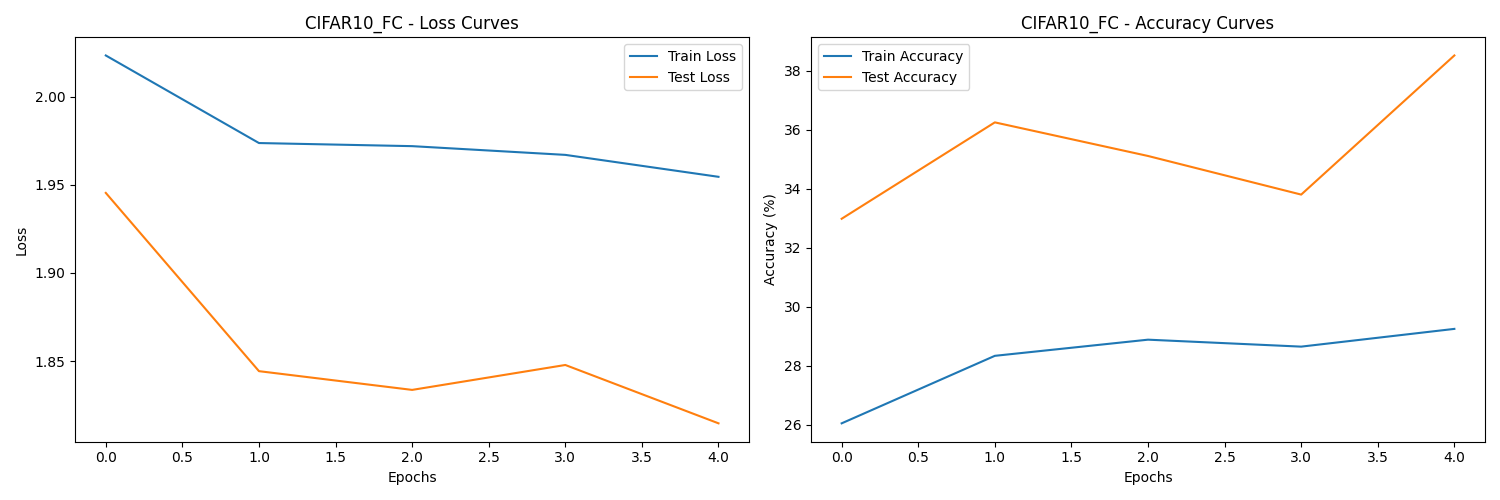 CIFAR10_FC - Loss Curves
Train Loss
Test Loss
2.00
1.95
1.90
1.85
Loss
0.0 0.5 1.0 1.5 2.0 2.5 3.0 3.5 4.0
Epochs
CIFAR10_FC - Accuracy Curves
Train Accuracy
Test Accuracy
38
36
34
32
30
28
26
Accuracy (%)
0.0 0.5 1.0 1.5 2.0 2.5 3.0 3.5 4.0
Epochs